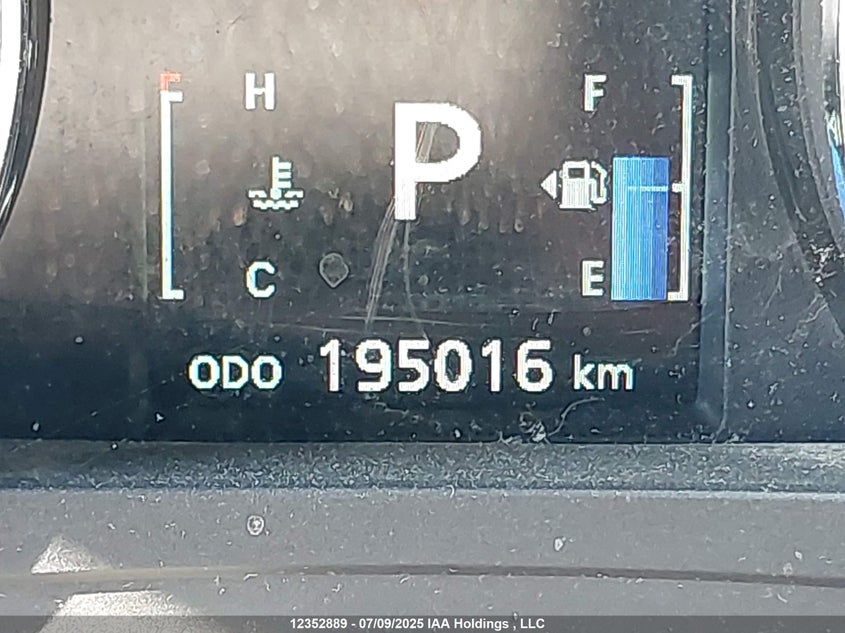 H P F
E
C E
ODO 195016 km
12352889 - 07/09/2025 IAA Holdings , LLC